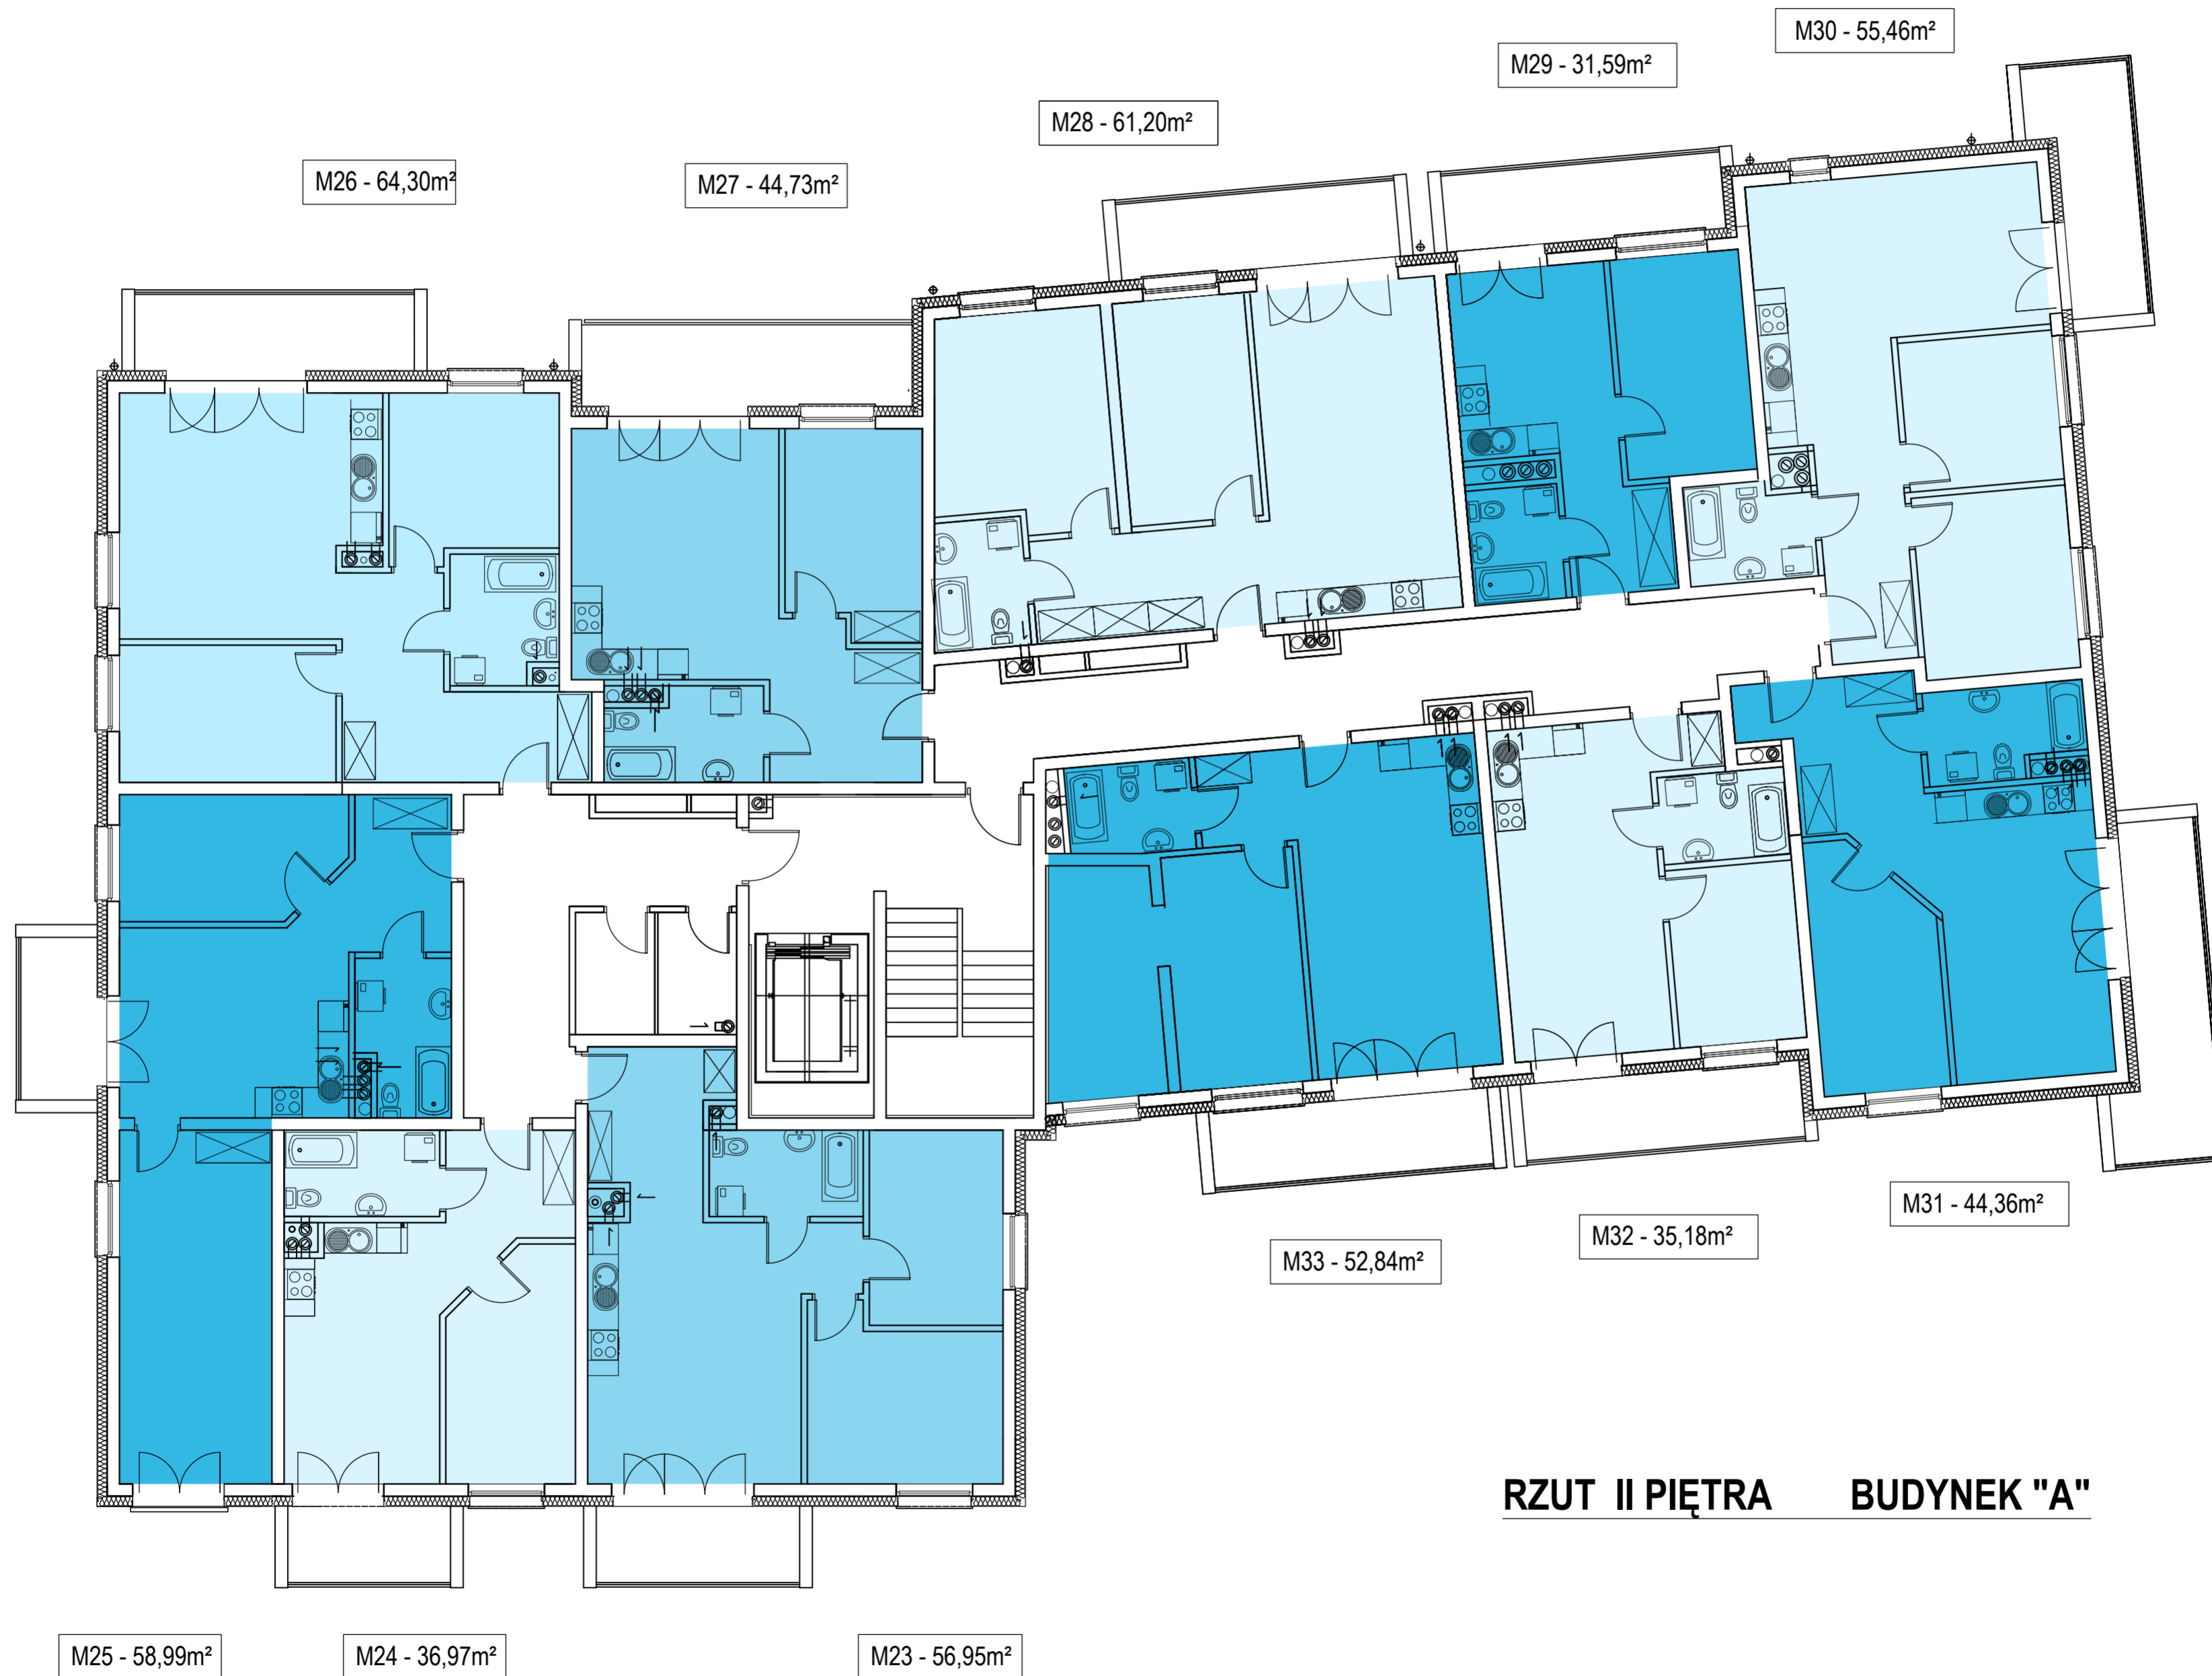 M30 - 55,46m²
M29 - 31,59m²
M28 - 61,20m²
M26 - 64,30m²
M27 - 44,73m²
M31 - 44,36m²
M32 - 35,18m²
M33 - 52,84m²
RZUT II PIĘTRA BUDYNEK "A"
M25 - 58,99m²
M24 - 36,97m²
M23 - 56,95m²